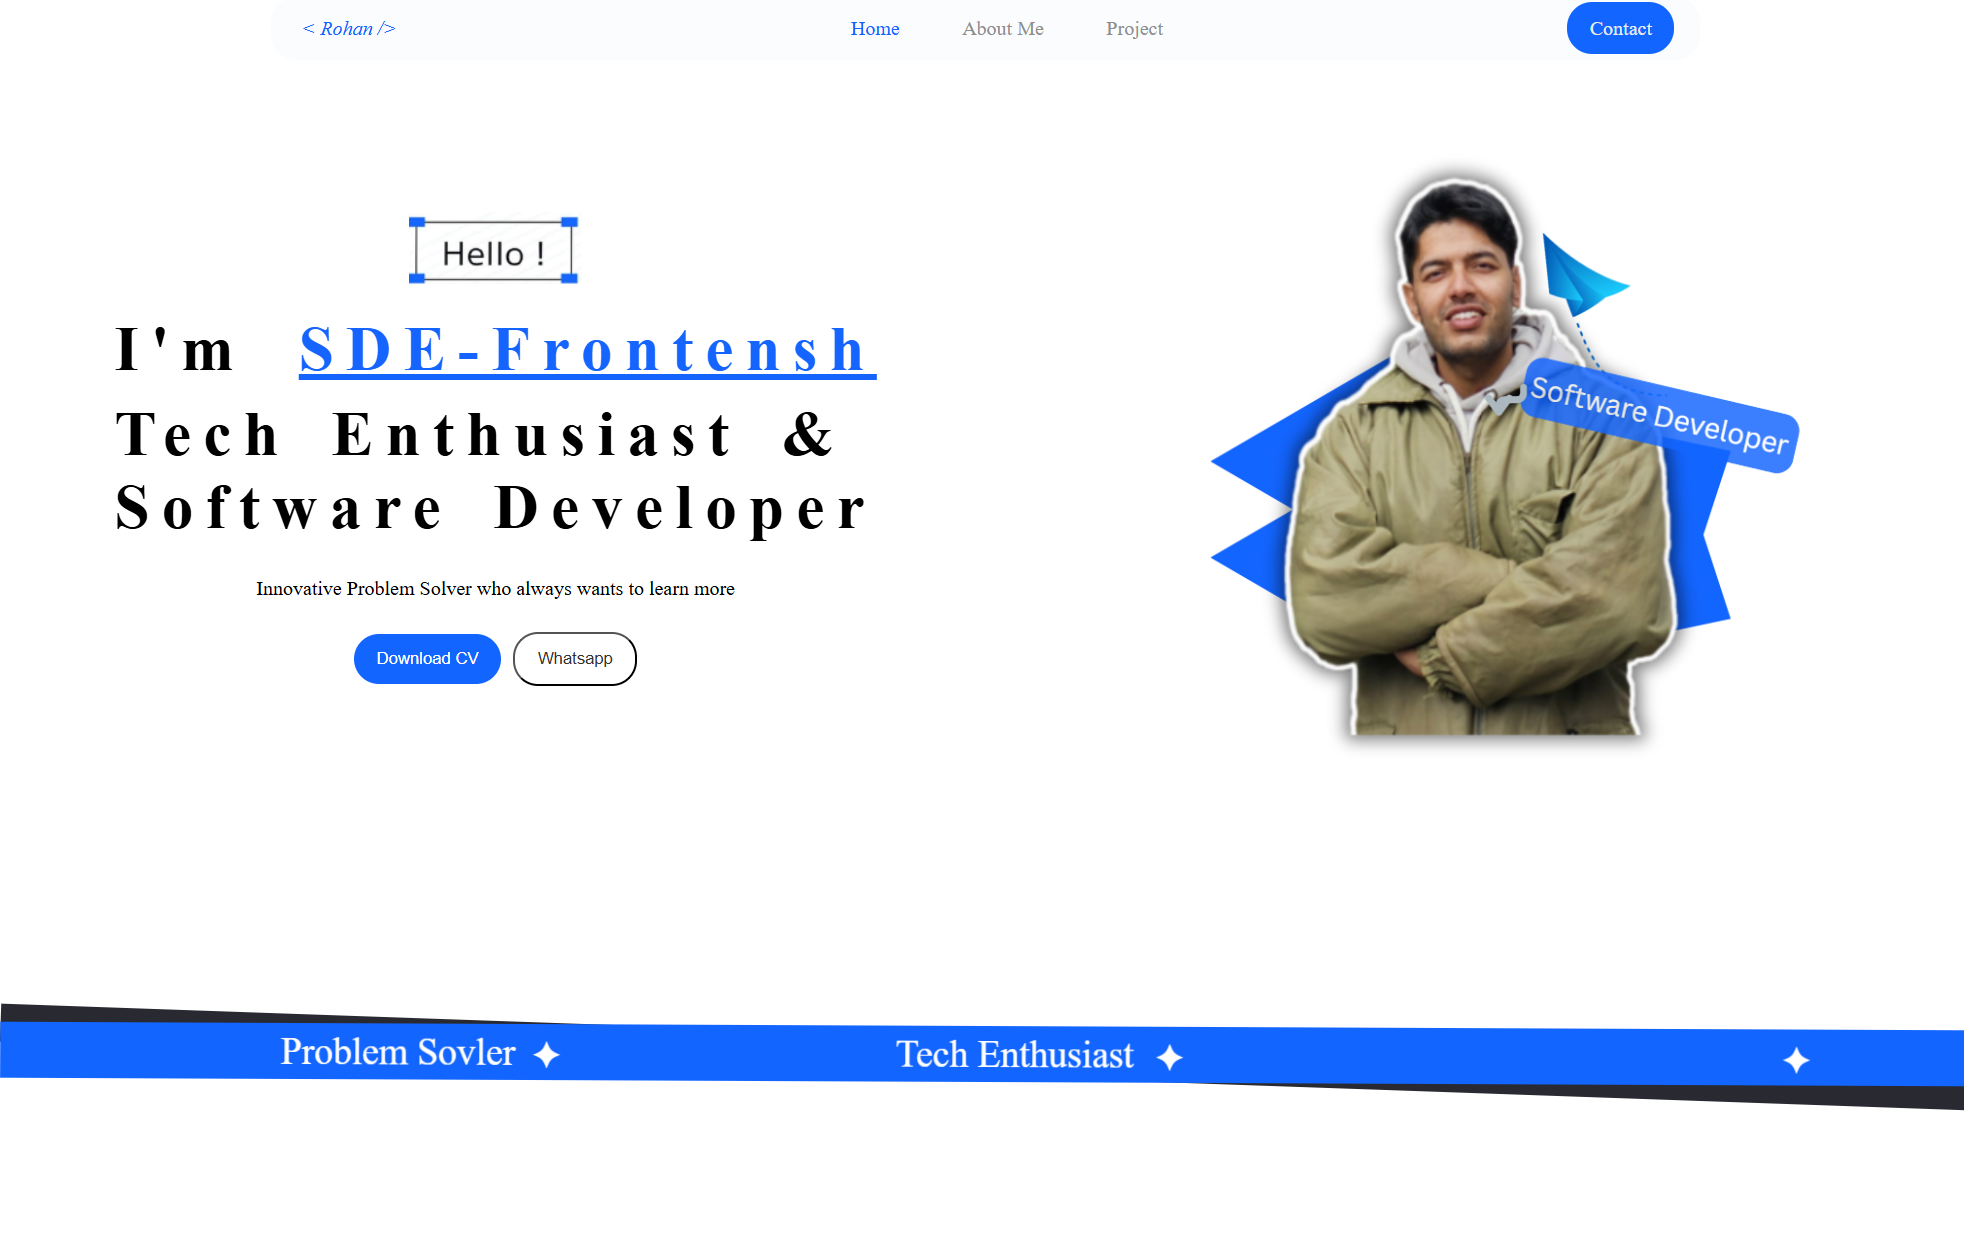 < Rohan />
Home
About Me
Project
Contact
Hello !
I'm SDE-Frontensh
Tech Enthusiast &
Software Developer
Innovative Problem Solver who always wants to learn more
Download CV
Whatsapp
Software Developer
Problem Sovler
Tech Enthusiast